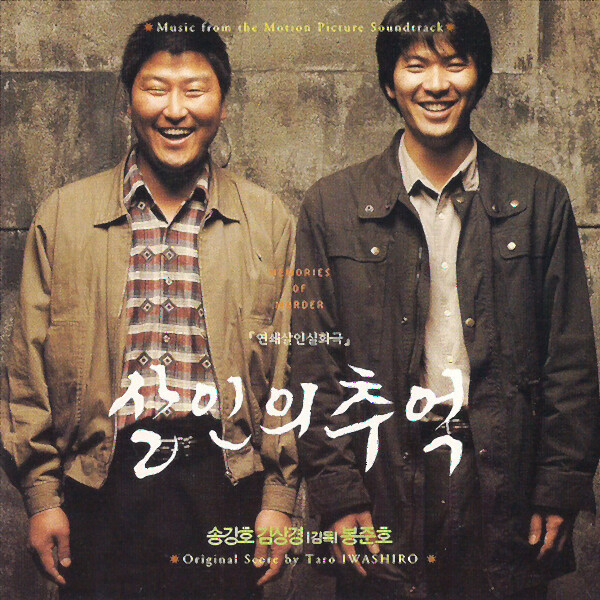 Music from the Motion Picture Soundtrack
MEMORIES
OF
MURDER
『연쇄살인실화극』
살인의추억
송강호 김상경 |감독| 봉준호
Original Score by Taro IWASHIRO